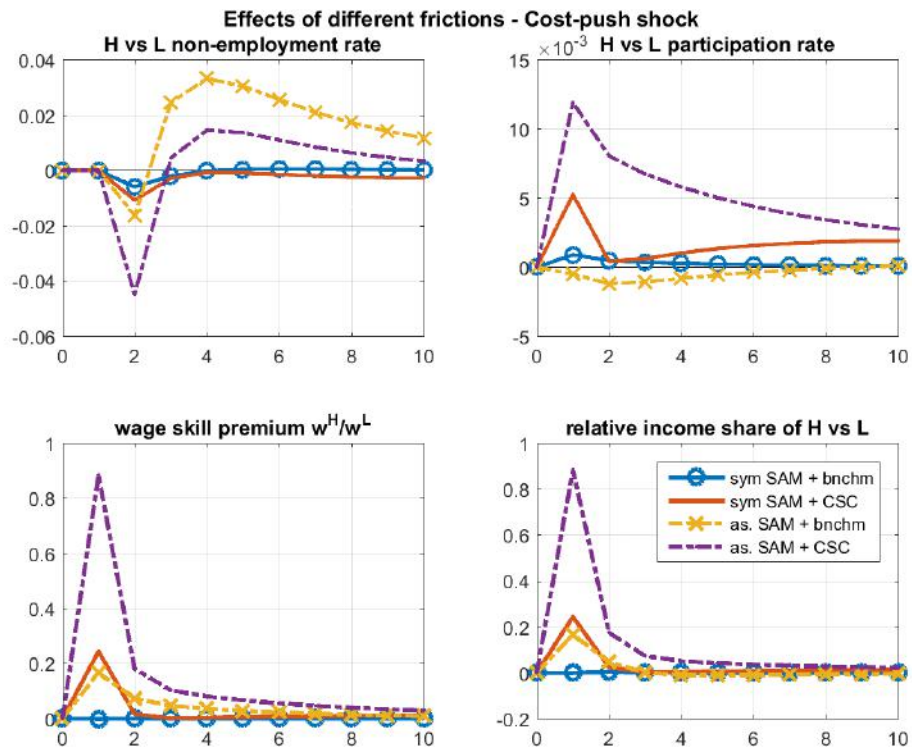 Effects of different frictions - Cost-push shock
H vs L non-employment rate
0.04
0.02
0
-0.02
-0.04
-0.06
0 2 4 6 8 10
H vs L participation rate
×10^-3
15
10
5
0
-5
0 2 4 6 8 10
wage skill premium w^H/w^L
1
0.8
0.6
0.4
0.2
0
0 2 4 6 8 10
relative income share of H vs L
1
0.8
0.6
0.4
0.2
0
-0.2
0 2 4 6 8 10
sym SAM + bnchm
sym SAM + CSC
as. SAM + bnchm
as. SAM + CSC